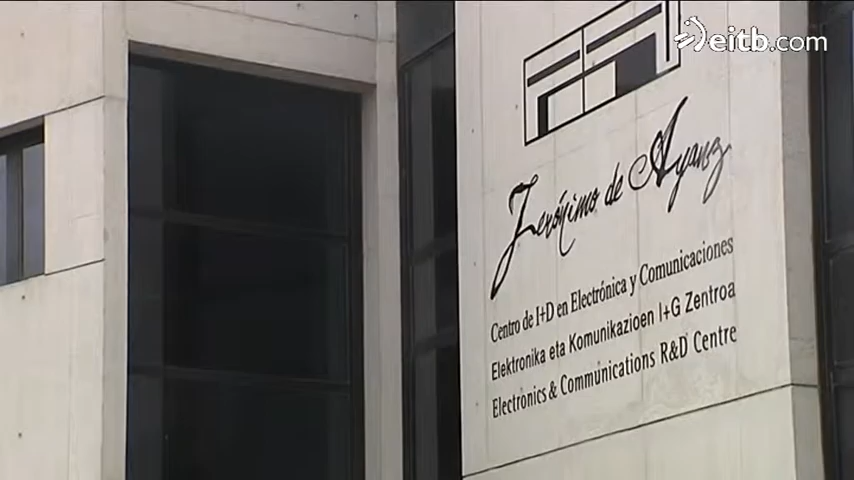 eitb.com
Jerónimo de Ayanz
Centro de I+D en Electrónica y Comunicaciones
Elektronika eta Komunikazioen I+G Zentroa
Electronics & Communications R&D Centre